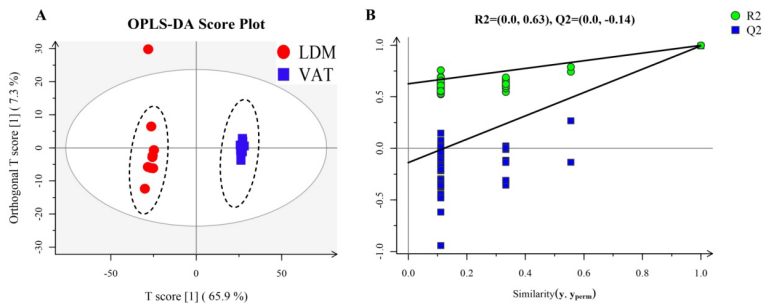 A
OPLS-DA Score Plot
LDM
VAT
Orthogonal T score [1] ( 7.3 %)
30
20
10
0
-10
-20
-30
-50
0
50
T score [1] ( 65.9 %)
B
R2=(0.0, 0.63), Q2=(0.0, -0.14)
R2
Q2
1.0
0.5
0.0
-0.5
-1.0
0.0
0.2
0.4
0.6
0.8
1.0
Similarity(y. yperm)